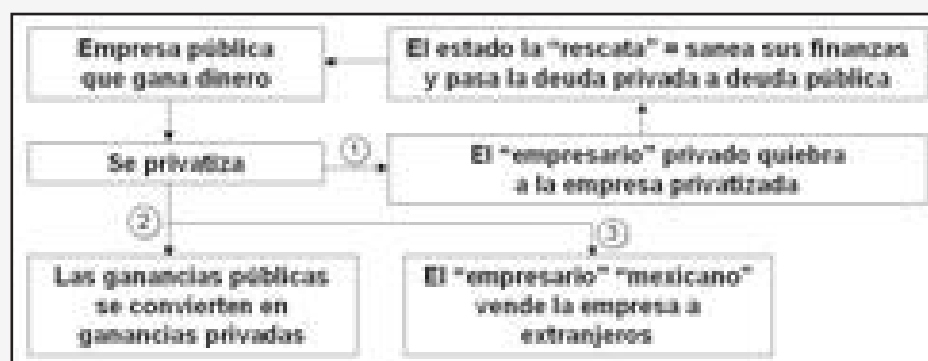 Empresa pública
que gana dinero
El estado la “rescata” = sanea sus finanzas
y pasa la deuda privada a deuda pública
Se privatiza
1
El “empresario” privado quiebra
a la empresa privatizada
2
3
Las ganancias públicas
se convierten en
ganancias privadas
El “empresario” “mexicano”
vende la empresa a
extranjeros